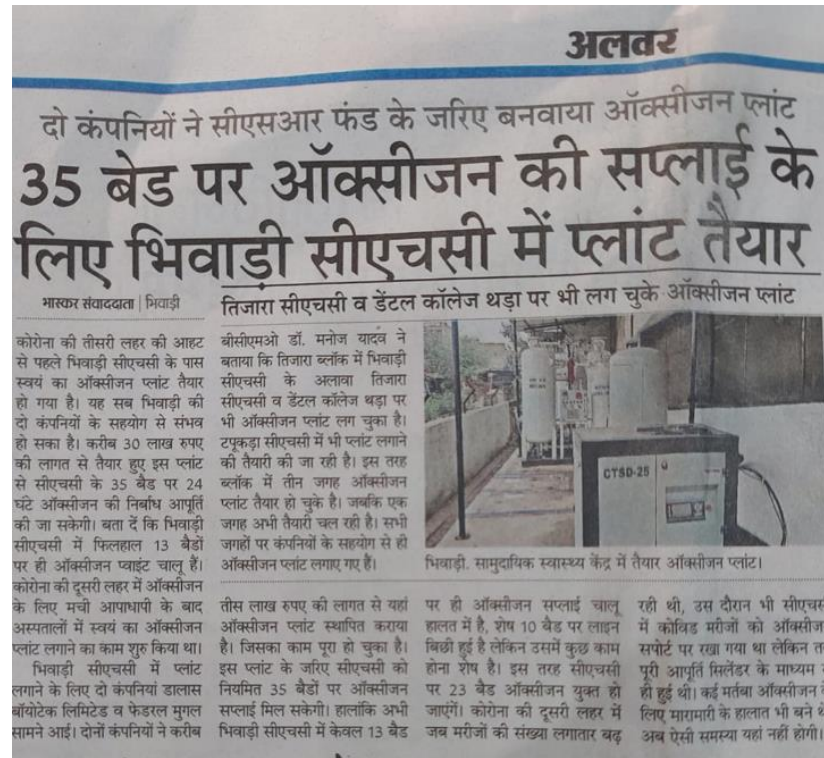 अलवर
दो कंपनियों ने सीएसआर फंड के जरिए बनवाया ऑक्सीजन प्लांट
35 बेड पर ऑक्सीजन की सप्लाई के
लिए भिवाड़ी सीएचसी में प्लांट तैयार
भास्कर संवाददाता | भिवाड़ी
तिजारा सीएचसी व डेंटल कॉलेज थड़ा पर भी लग चुके ऑक्सीजन प्लांट
कोरोना की तीसरी लहर की आहट
से पहले भिवाड़ी सीएचसी के पास
स्वयं का ऑक्सीजन प्लांट तैयार
हो गया है। यह सब भिवाड़ी की
दो कंपनियों के सहयोग से संभव
हो सका है। करीब 30 लाख रुपए
की लागत से तैयार हुए इस प्लांट
से सीएचसी के 35 बैड पर 24
घंटे ऑक्सीजन की निर्बाध आपूर्ति
की जा सकेगी। बता दें कि भिवाड़ी
सीएचसी में फिलहाल 13 बैडों
पर ही ऑक्सीजन प्वाइंट चालू हैं।
कोरोना की दूसरी लहर में ऑक्सीजन
के लिए मची आपाधापी के बाद
अस्पतालों में स्वयं का ऑक्सीजन
प्लांट लगाने का काम शुरु किया था।
भिवाड़ी सीएचसी में प्लांट
लगाने के लिए दो कंपनियां डालास
बॉयोटेक लिमिटेड व फेडरल मुगल
सामने आई। दोनों कंपनियों ने करीब
बीसीएमओ डॉ. मनोज यादव ने
बताया कि तिजारा ब्लॉक में भिवाड़ी
सीएचसी के अलावा तिजारा
सीएचसी व डेंटल कॉलेज थड़ा पर
भी ऑक्सीजन प्लांट लग चुका है।
टपूकड़ा सीएचसी में भी प्लांट लगाने
की तैयारी की जा रही है। इस तरह
ब्लॉक में तीन जगह ऑक्सीजन
प्लांट तैयार हो चुके है। जबकि एक
जगह अभी तैयारी चल रही है। सभी
जगहों पर कंपनियों के सहयोग से ही
ऑक्सीजन प्लांट लगाए गए हैं।
CTSD-25
भिवाड़ी. सामुदायिक स्वास्थ्य केंद्र में तैयार ऑक्सीजन प्लांट।
तीस लाख रुपए की लागत से यहां
ऑक्सीजन प्लांट स्थापित कराया
है। जिसका काम पूरा हो चुका है।
इस प्लांट के जरिए सीएचसी को
नियमित 35 बैडों पर ऑक्सीजन
सप्लाई मिल सकेगी। हालांकि अभी
भिवाड़ी सीएचसी में केवल 13 बैड
पर ही ऑक्सीजन सप्लाई चालू
हालत में है, शेष 10 बैड पर लाइन
बिछी हुई है लेकिन उसमें कुछ काम
होना शेष है। इस तरह सीएचसी
पर 23 बैड ऑक्सीजन युक्त हो
जाएंगें। कोरोना की दूसरी लहर में
जब मरीजों की संख्या लगातार बढ़
रही थी, उस दौरान भी सीएचसी
में कोविड मरीजों को ऑक्सीजन
सपोर्ट पर रखा गया था लेकिन
पूरी आपूर्ति सिलेंडर के माध्यम
ही हुई थी। कई मर्तबा ऑक्सीजन
लिए मारामारी के हालात भी बने
अब ऐसी समस्या यहां नहीं होगी।